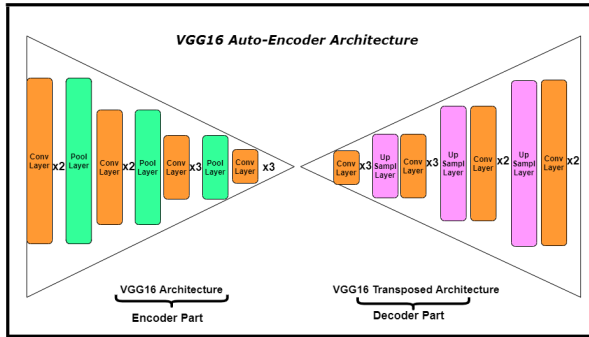 VGG16 Auto-Encoder Architecture
Conv
Layer
x2
Pool
Layer
Conv
Layer
x2
Pool
Layer
Conv
Layer
x3
Pool
Layer
Conv
Layer
x3
Conv
Layer
x3
Up
Sampl
Layer
Conv
Layer
x3
Up
Sampl
Layer
Conv
Layer
x2
Up
Sampl
Layer
Conv
Layer
x2
VGG16 Architecture
Encoder Part
VGG16 Transposed Architecture
Decoder Part